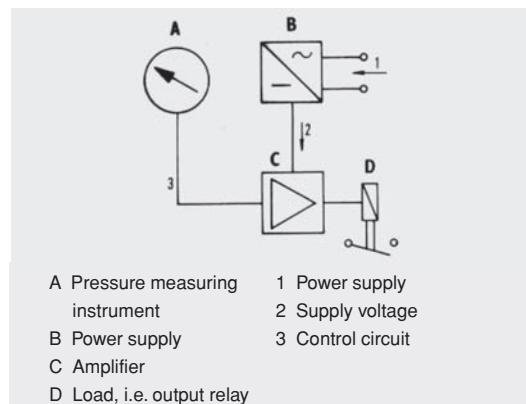 A
B
1
2
C
3
D
A Pressure measuring
instrument
B Power supply
C Amplifier
D Load, i.e. output relay
1 Power supply
2 Supply voltage
3 Control circuit